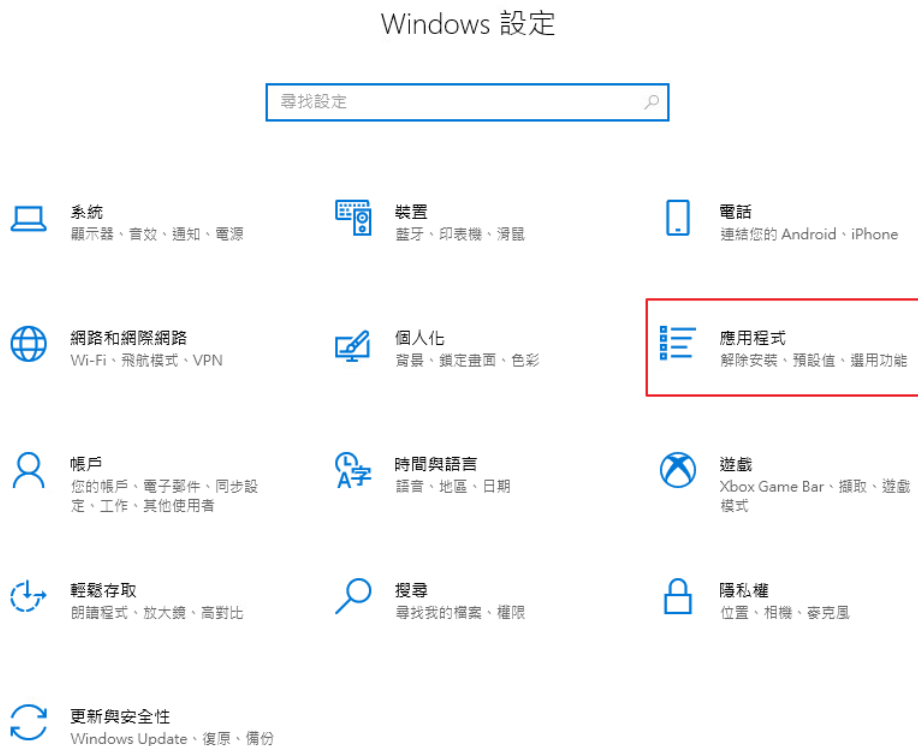 Windows 設定
尋找設定
系統
顯示器、音效、通知、電源
裝置
藍牙、印表機、滑鼠
電話
連結您的 Android、iPhone
網路和網際網路
Wi-Fi、飛航模式、VPN
個人化
背景、鎖定畫面、色彩
應用程式
解除安裝、預設值、選用功能
帳戶
您的帳戶、電子郵件、同步設
定、工作、其他使用者
時間與語言
語音、地區、日期
遊戲
Xbox Game Bar、擷取、遊戲
模式
輕鬆存取
朗讀程式、放大鏡、高對比
搜尋
尋找我的檔案、權限
隱私權
位置、相機、麥克風
更新與安全性
Windows Update、復原、備份